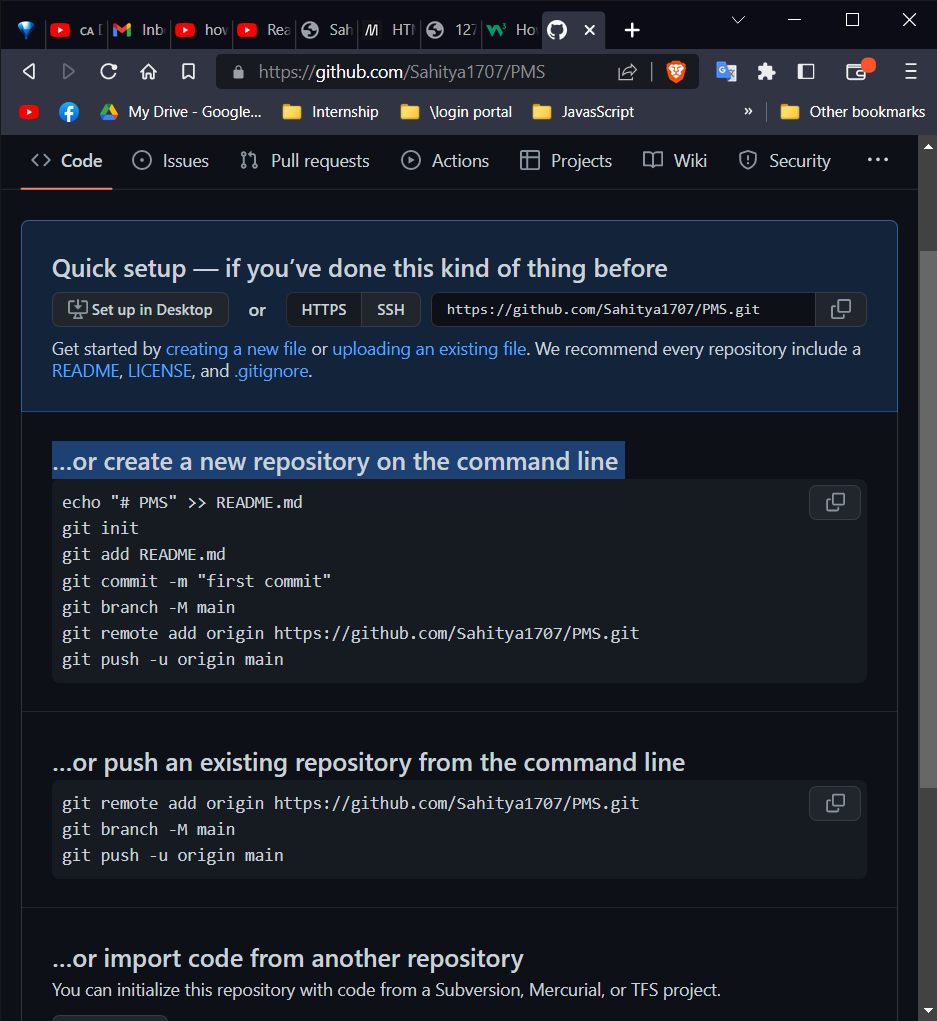 CA
Inb
how
Rea
Sah
HTM
127
Ho
https://github.com/Sahitya1707/PMS
My Drive - Google...
Internship
\login portal
JavasScript
»
Other bookmarks
Code
Issues
Pull requests
Actions
Projects
Wiki
Security
Quick setup — if you’ve done this kind of thing before
Set up in Desktop or HTTPS SSH https://github.com/Sahitya1707/PMS.git
Get started by creating a new file or uploading an existing file. We recommend every repository include a
README, LICENSE, and .gitignore.
…or create a new repository on the command line
echo "# PMS" >> README.md
git init
git add README.md
git commit -m "first commit"
git branch -M main
git remote add origin https://github.com/Sahitya1707/PMS.git
git push -u origin main
…or push an existing repository from the command line
git remote add origin https://github.com/Sahitya1707/PMS.git
git branch -M main
git push -u origin main
…or import code from another repository
You can initialize this repository with code from a Subversion, Mercurial, or TFS project.